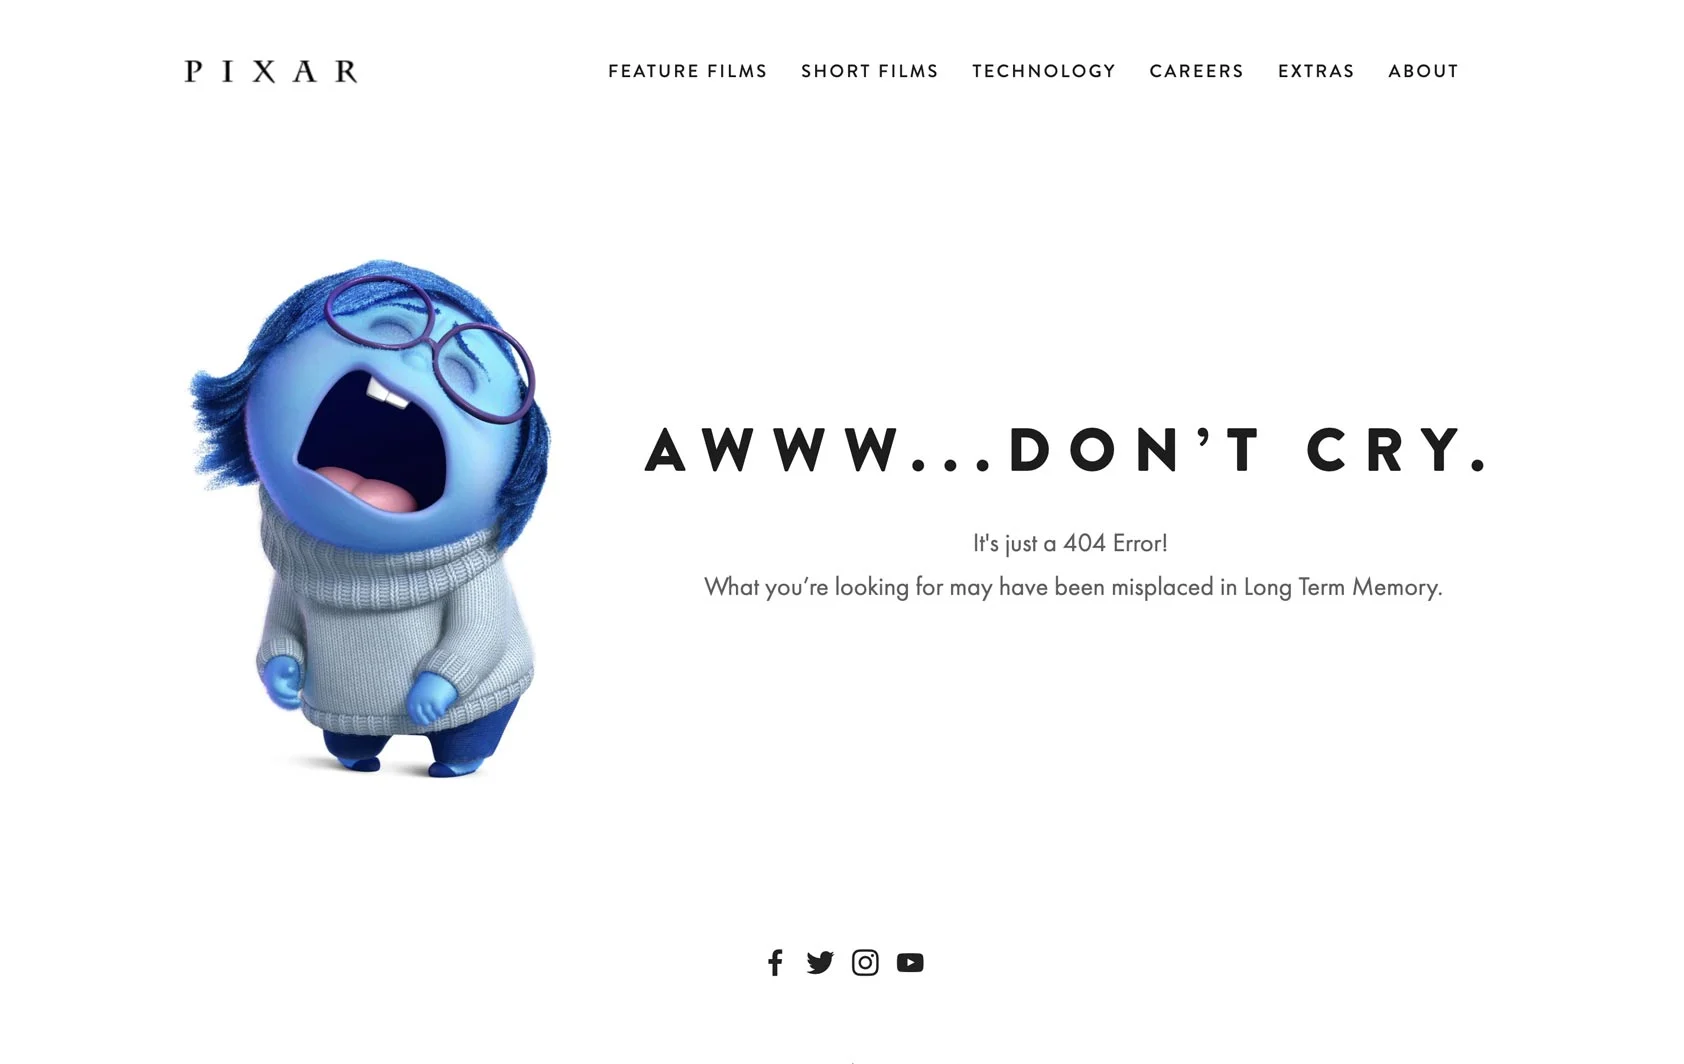 PIXAR
FEATURE FILMS SHORT FILMS TECHNOLOGY CAREERS EXTRAS ABOUT
AWWW...DON’T CRY.
It's just a 404 Error!
What you’re looking for may have been misplaced in Long Term Memory.